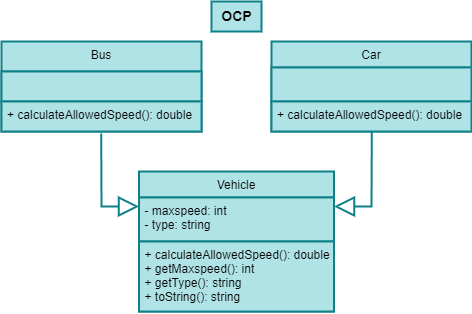 OCP
Bus
+ calculateAllowedSpeed(): double
Car
+ calculateAllowedSpeed(): double
Vehicle
- maxspeed: int
- type: string
+ calculateAllowedSpeed(): double
+ getMaxspeed(): int
+ getType(): string
+ toString(): string